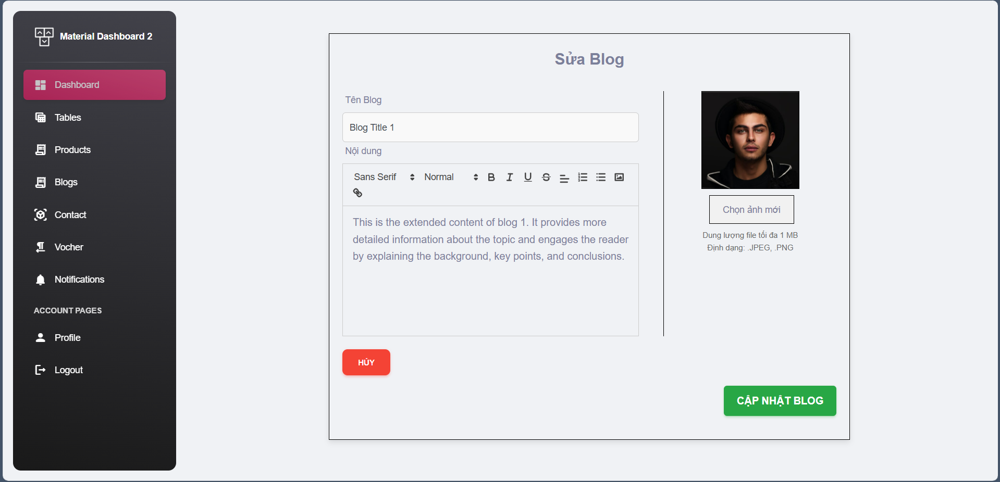 Material Dashboard 2
Dashboard
Tables
Products
Blogs
Contact
Vocher
Notifications
ACCOUNT PAGES
Profile
Logout
Sửa Blog
Tên Blog
Blog Title 1
Nội dung
Sans Serif Normal
This is the extended content of blog 1. It provides more
detailed information about the topic and engages the reader
by explaining the background, key points, and conclusions.
HỦY
Chọn ảnh mới
Dung lượng file tối đa 1 MB
Định dạng: .JPEG, .PNG
CẬP NHẬT BLOG